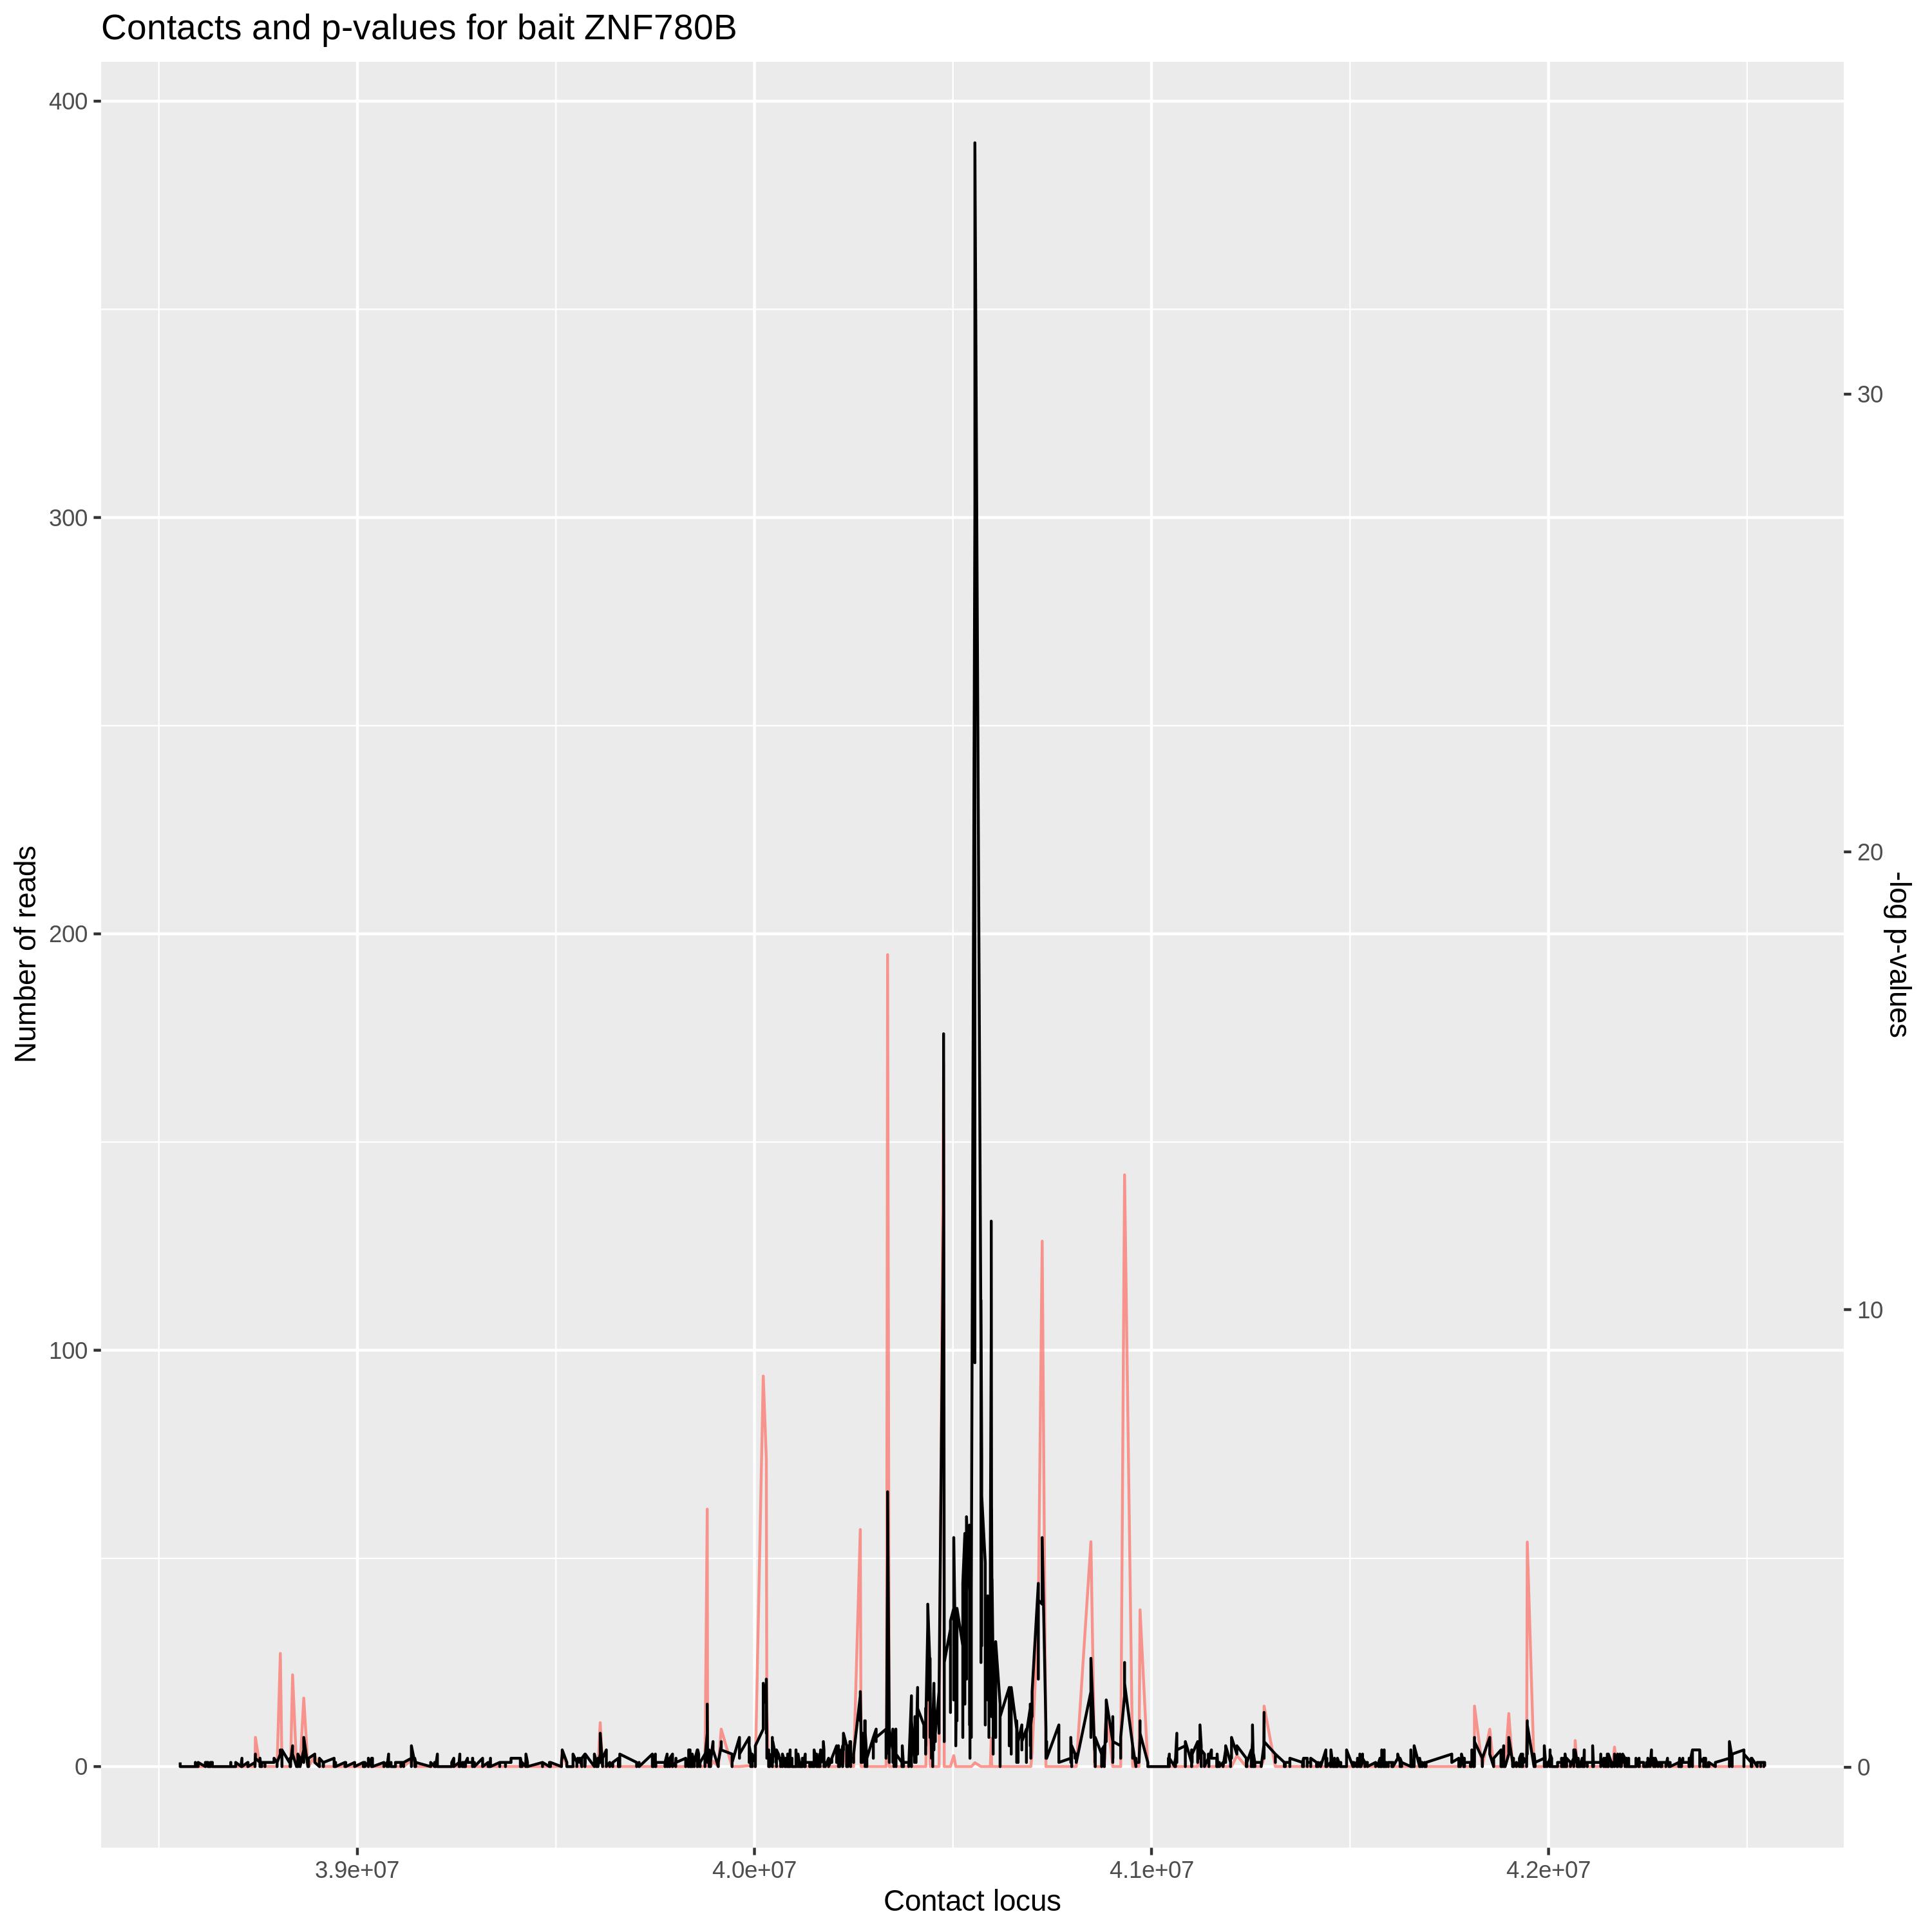 Contacts and p-values for bait ZNF780B
400
300
200
100
0
30
20
10
0
Number of reads
-log p-values
3.9e+07 4.0e+07 4.1e+07 4.2e+07
Contact locus